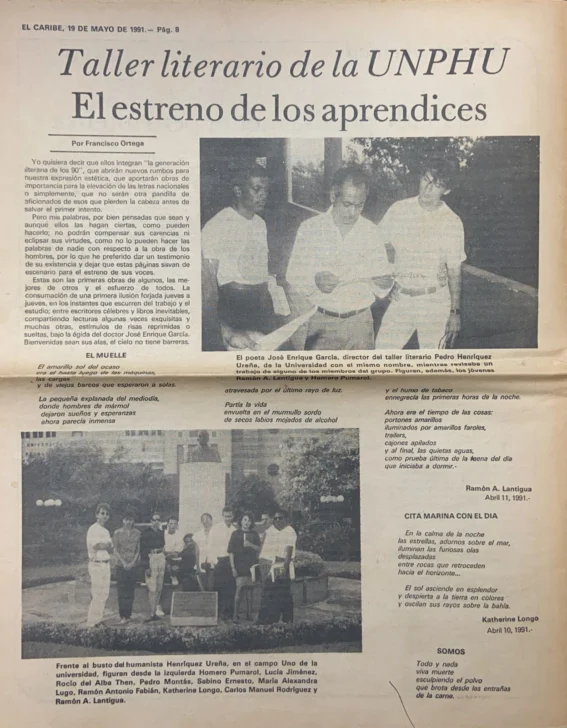 EL CARIBE, 19 DE MAYO DE 1991.— Pág. 8
Taller literario de la UNPHU
El estreno de los aprendices
Por Francisco Ortega
Yo quisiera decir que ellos integran "la generación
literaria de los 90", que abrirán nuevos rumbos para
nuestra expresión estética, que aportarán obras de
importancia para la elevación de las letras nacionales
o simplemente, que no serán otra pandilla de
aficionados de esos que pierden la cabeza antes de
salvar el primer intento.
Pero mis palabras, por bien pensadas que sean y
aunque ellos las hagan ciertas, como pueden
hacerlo; no podrán compensar sus carencias ni
eclipsar sus virtudes, como no lo pueden hacer las
palabras de nadie con respecto a la obra de los
hombres, por lo que he preferido dar un testimonio
de su existencia y dejar que estas páginas sirvan de
escenario para el estreno de sus voces.
Estas son las primeras obras de algunos, las me-
jores de otros y el esfuerzo de todos. La
consumación de una primera ilusión forjada jueves a
jueves, en los instantes que escurren del trabajo y el
estudio; entre escritores célebres y libros inevitables,
compartiendo lecturas algunas veces exquisitas y
muchas otras, estímulos de risas reprimidas o
sueltas, bajo la égida del doctor José Enrique García.
Bienvenidas sean sus alas, el cielo no tiene barreras.
El poeta José Enrique García, director del taller literario Pedro Henríquez
Ureña, de la Universidad con el mismo nombre, mientras revisaba un
trabajo de alguno de los miembros del grupo. Figuran, además, los jóvenes
Ramón A. Lantigua y Homero Pumarol.
EL MUELLE
El amarillo sol del ocaso
era el hasta luego de las máquinas,
las cargas
y de viejos barcos que esperaron a solas.
La pequeña explanada del mediodía,
donde hombres de mármol
dejaron sueños y esperanzas
ahora parecía inmensa
atravesada por el último rayo de luz.
Partía la vida
envuelta en el murmullo sordo
de secos labios mojados de alcohol
y el humo de tabaco
ennegrecía las primeras horas de la noche.
Ahora era el tiempo de las cosas:
portones amarillos
iluminados por amarillos faroles,
trailers,
cajones apilados
y al final, las quietas aguas,
como prueba última de la faena del día
que iniciaba a dormir.-
Ramón A. Lantigua
Abril 11, 1991.-
CITA MARINA CON EL DIA
En la calma de la noche
las estrellas, adornos sobre el mar,
iluminan las furiosas olas
desplazadas
entre rocas que retroceden
hacia el horizonte...
El sol asciende en esplendor
y despierta a la tierra en colores
y oscilan sus rayos sobre la bahía.
Katherine Longo
Abril 10, 1991.-
SOMOS
Todo y nada
viva muerte
esculpiendo el polvo
que brota desde las entrañas
de la carne.
Frente al busto del humanista Henríquez Ureña, en el campo Uno de la
universidad, figuran desde la izquierda Homero Pumarol, Lucía Jiménez,
Rocío del Alba Then, Pedro Montás, Sabino Ernesto, María Alexandra
Lugo, Ramón Antonio Fabián, Katherine Longo, Carlos Manuel Rodríguez y
Ramón A. Lantigua.